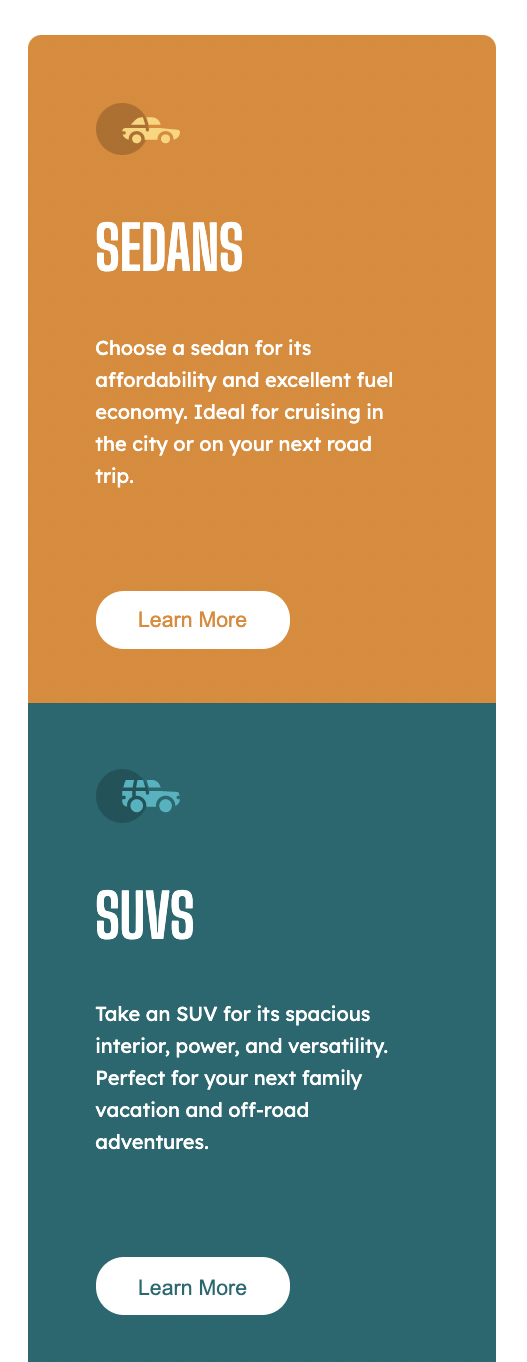 SEDANS
Choose a sedan for its
affordability and excellent fuel
economy. Ideal for cruising in
the city or on your next road
trip.
Learn More
SUVS
Take an SUV for its spacious
interior, power, and versatility.
Perfect for your next family
vacation and off-road
adventures.
Learn More